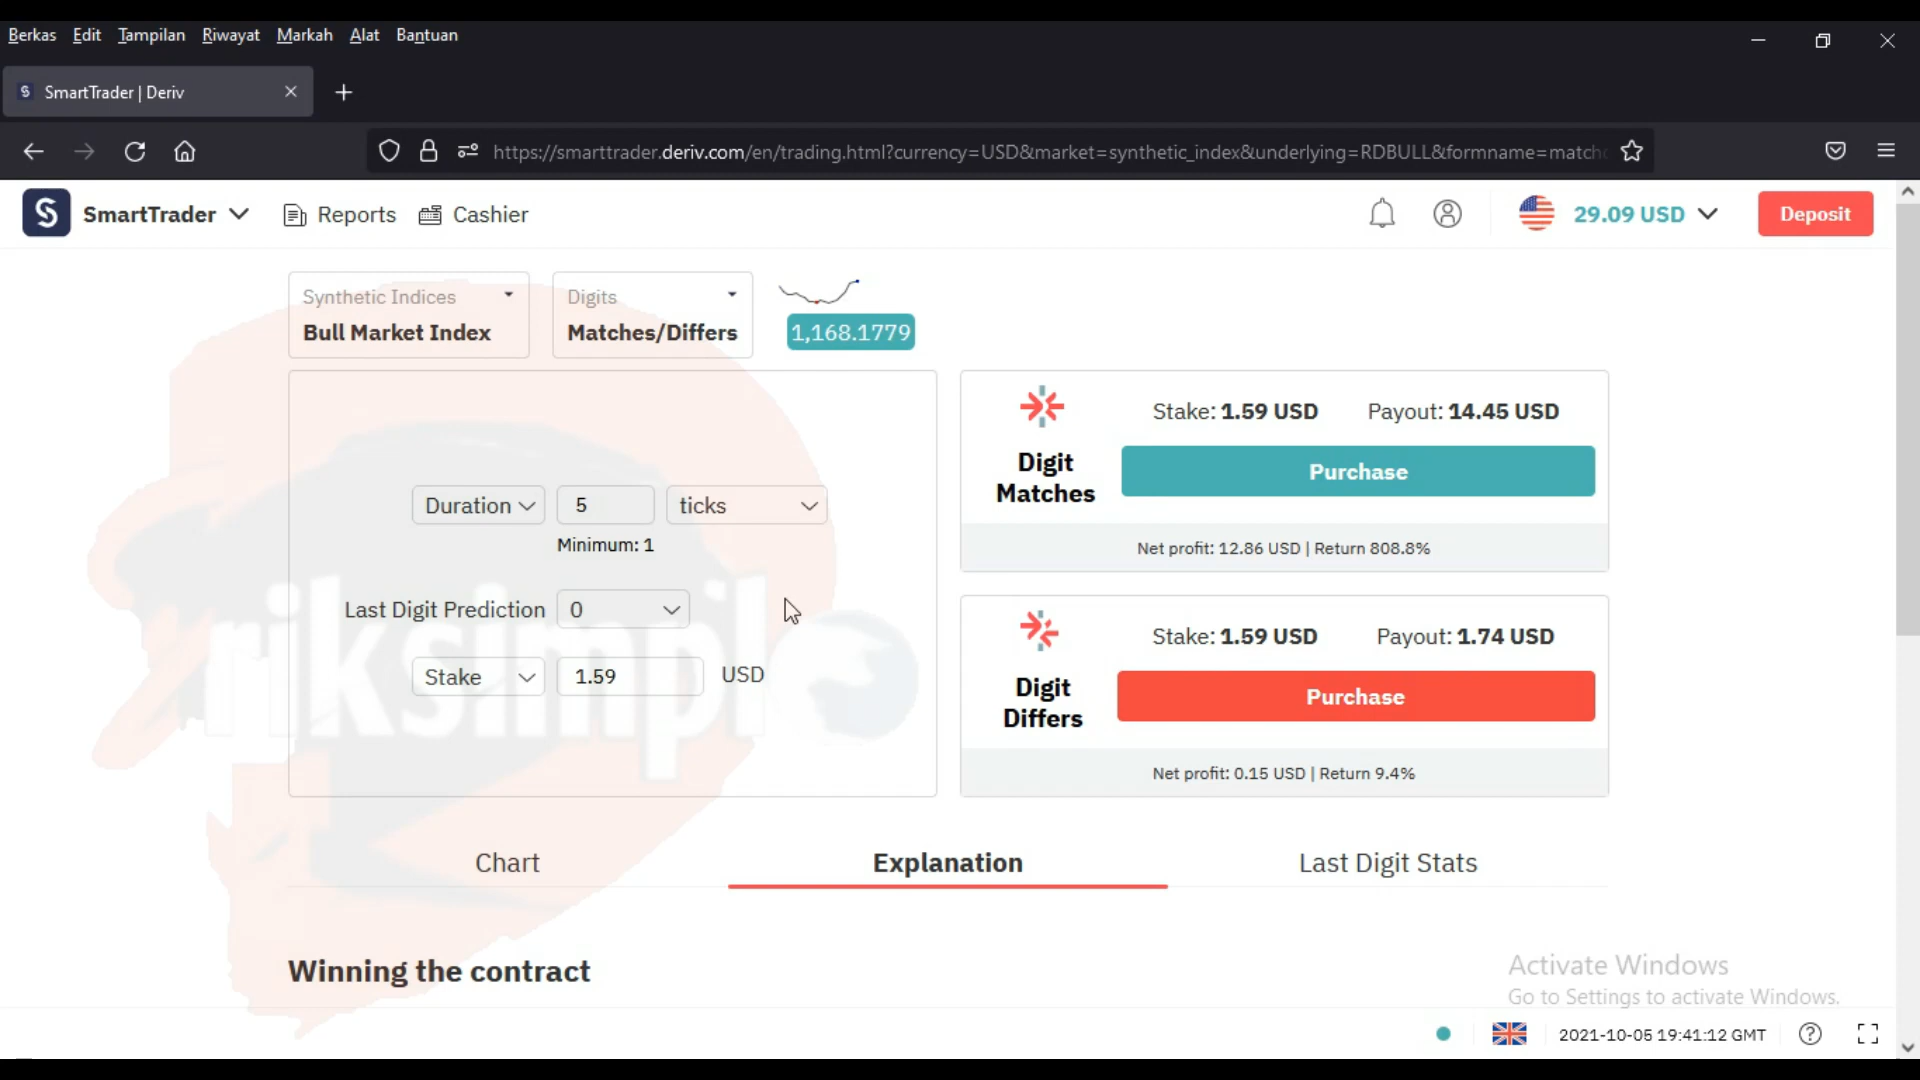 Berkas Edit Tampilan Riwayat Markah Alat Bantuan
SmartTrader | Deriv
https://smarttrader.deriv.com/en/trading.html?currency=USD&market=synthetic_index&underlying=RDBULL&formname=matc
SmartTrader Reports Cashier 29.09 USD Deposit
Synthetic Indices
Bull Market Index
Digits
Matches/Differs
1,168.1779
Duration 5 ticks
Minimum: 1
Last Digit Prediction 0
Stake 1.59 USD
riksimpl
Digit
Matches
Stake: 1.59 USD Payout: 14.45 USD
Purchase
Net profit: 12.86 USD | Return 808.8%
Digit
Differs
Stake: 1.59 USD Payout: 1.74 USD
Purchase
Net profit: 0.15 USD | Return 9.4%
Chart Explanation Last Digit Stats
Winning the contract
Activate Windows
Go to Settings to activate Windows.
2021-10-05 19:41:12 GMT